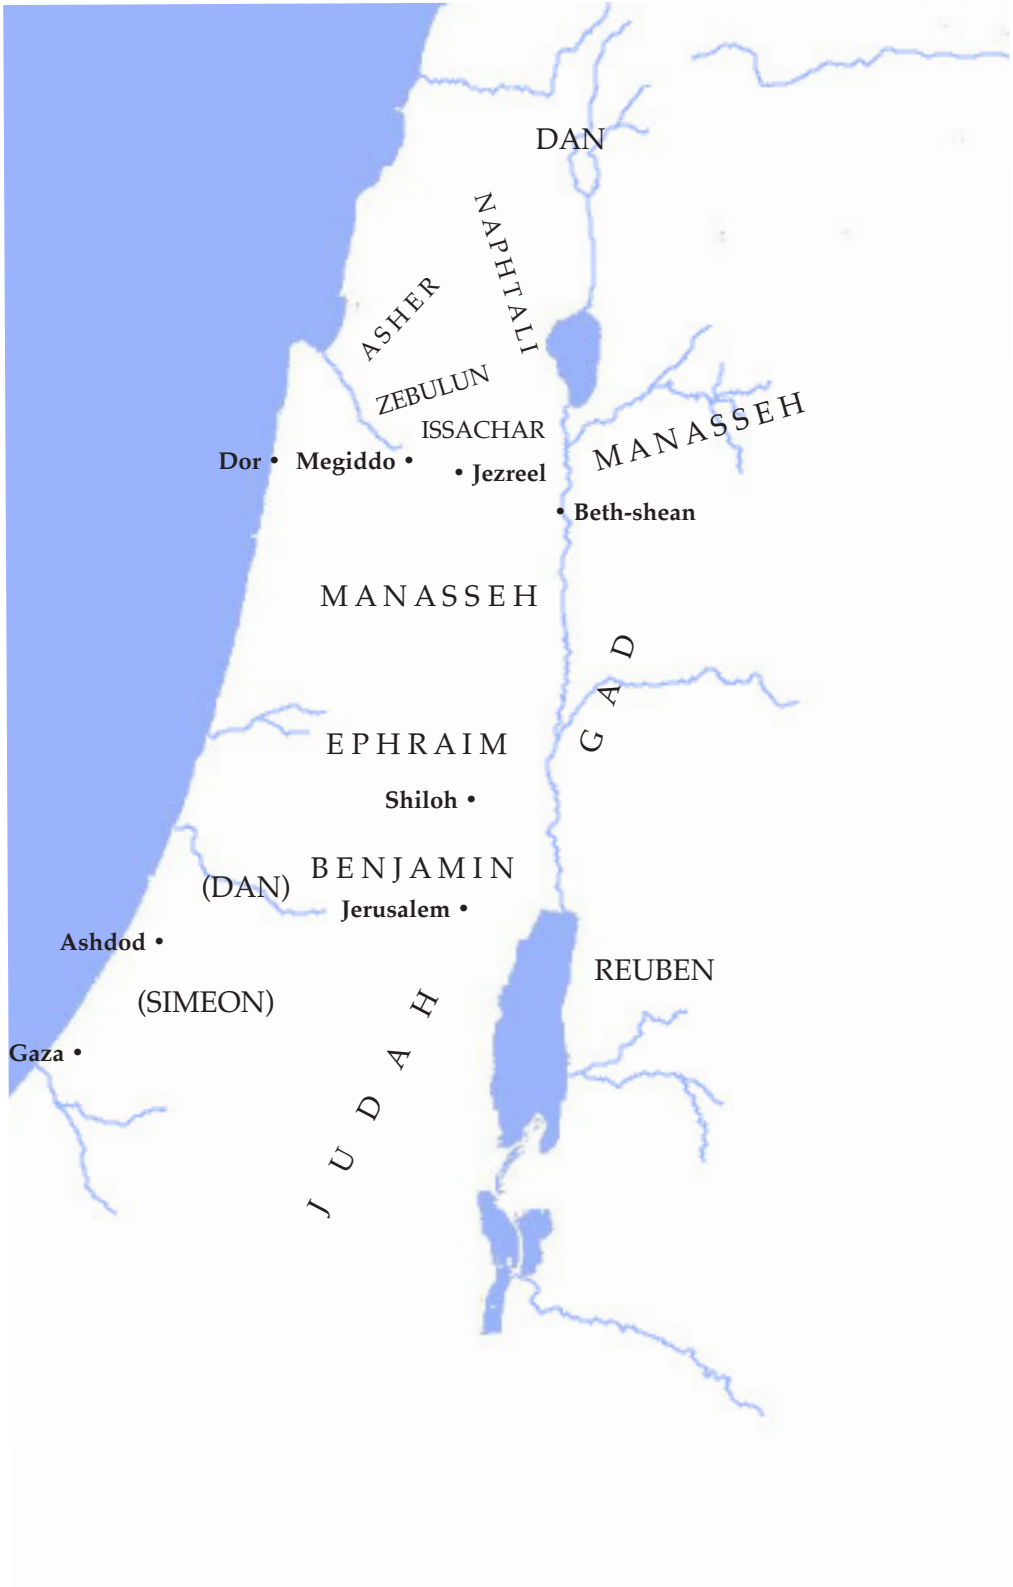 DAN
NAPHTALI
ASHER
ZEBULUN
ISSACHAR
MANASSEH
Dor • Megiddo •
• Jezreel
• Beth-shean
MANASSEH
GAD
EPHRAIM
Shiloh •
BENJAMIN
(DAN)
Jerusalem •
Ashdod •
REUBEN
(SIMEON)
JUDAH
Gaza •